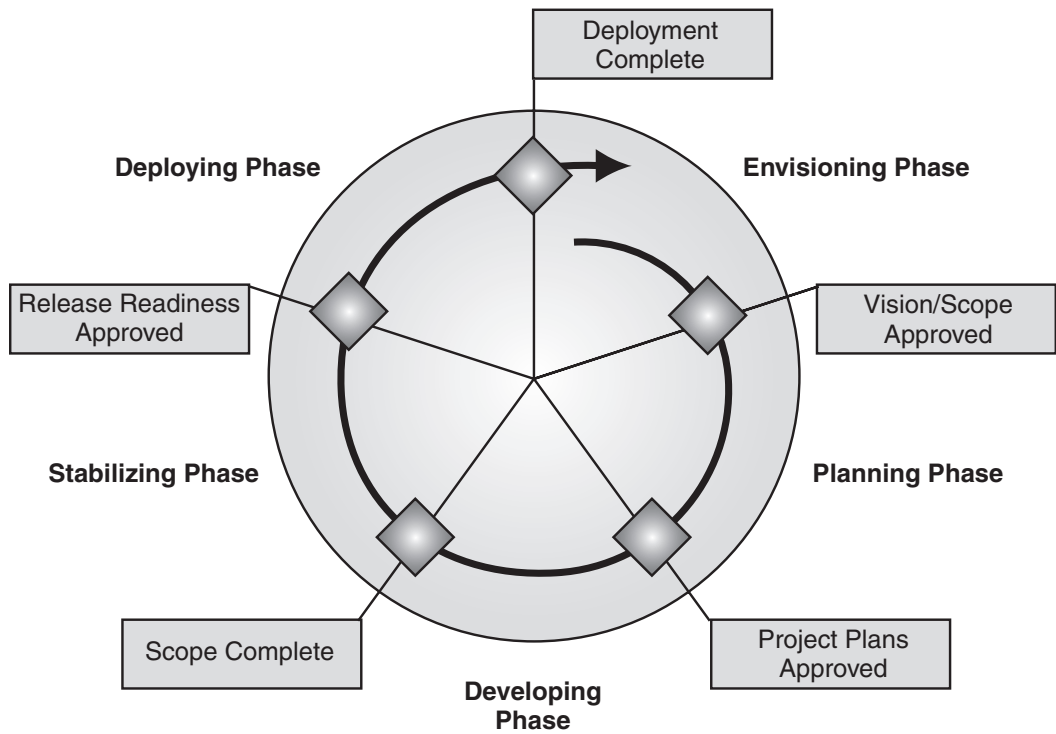 Deployment
Complete
Deploying Phase
Envisioning Phase
Release Readiness
Approved
Vision/Scope
Approved
Stabilizing Phase
Planning Phase
Scope Complete
Project Plans
Approved
Developing
Phase